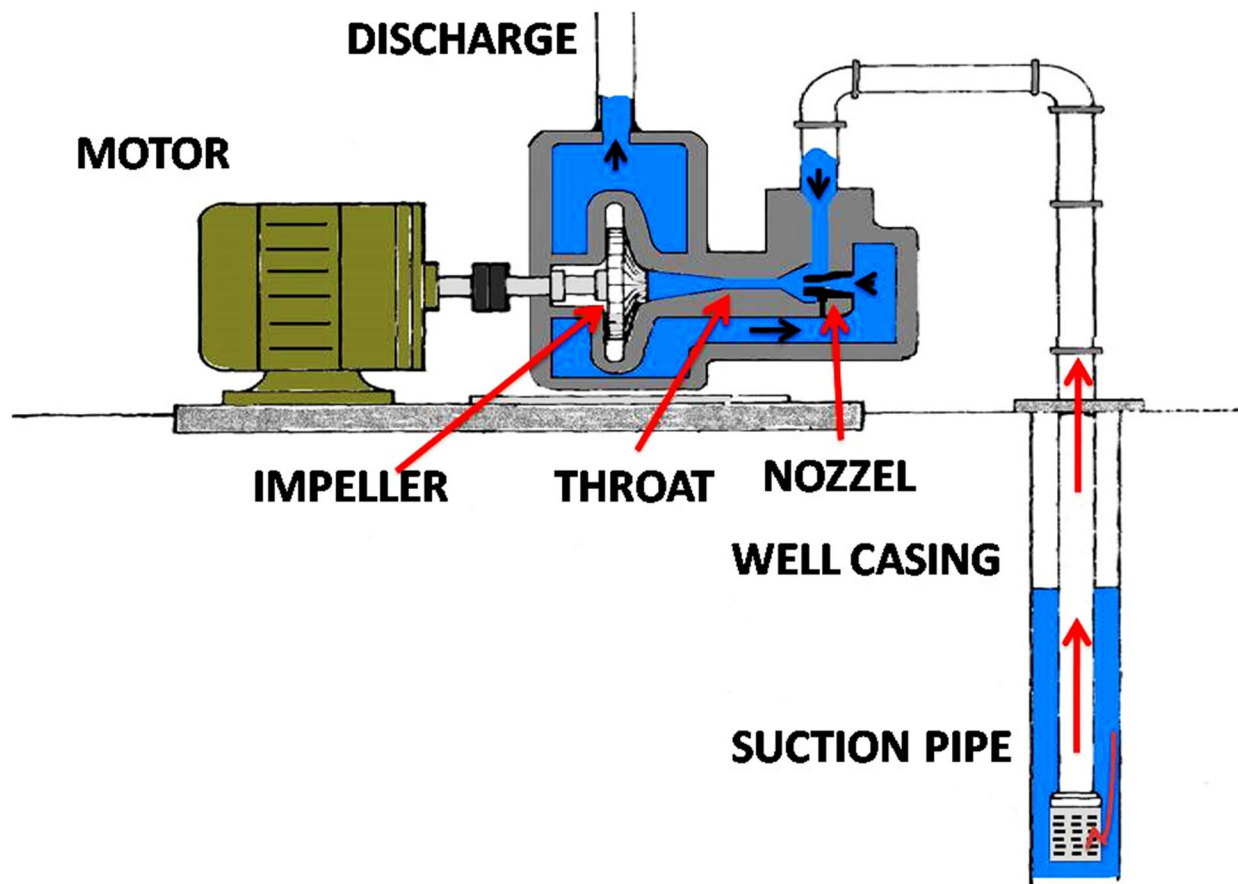 DISCHARGE
MOTOR
IMPELLER
THROAT
NOZZEL
WELL CASING
SUCTION PIPE